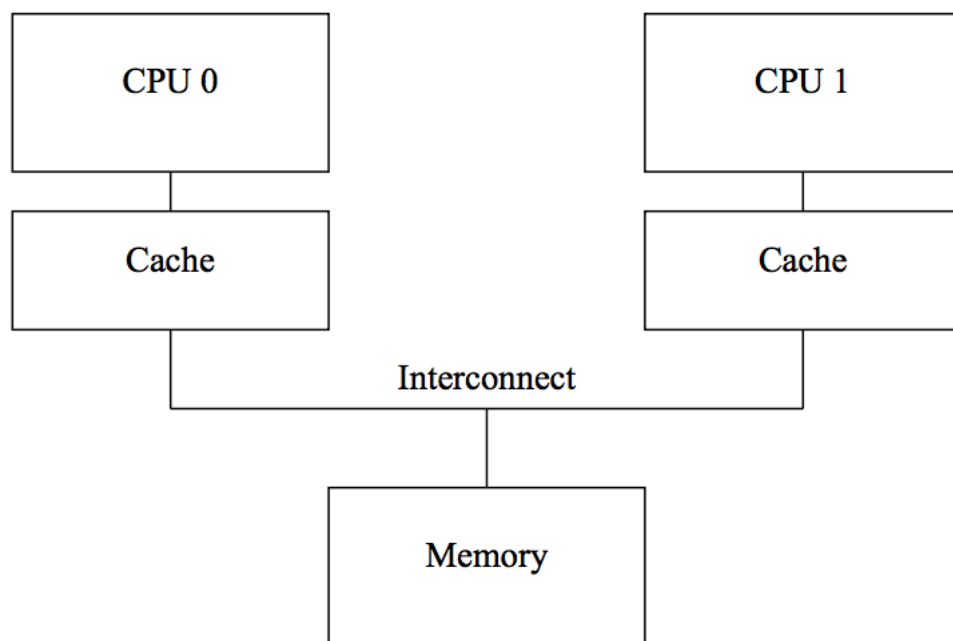 CPU 0
CPU 1
Cache
Cache
Interconnect
Memory